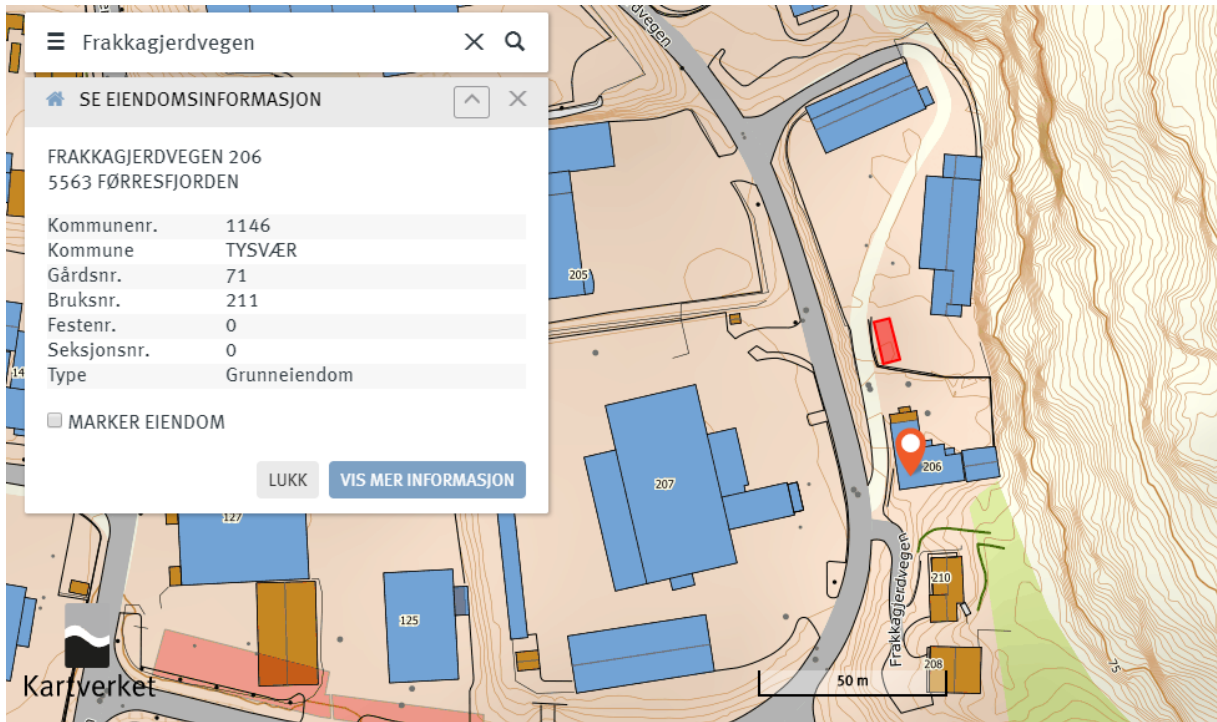 Frakkagjerdvegen
SE EIENDOMSINFORMASJON
FRAKKAGJERDVEGEN 206
5563 FØRRESFJORDEN
Kommunenr. 1146
Kommune TYSVÆR
Gårdsnr. 71
Bruksnr. 211
Festenr. 0
Seksjonsnr. 0
Type Grunneiendom
MARKER EIENDOM
LUKK VIS MER INFORMASJON
205
206
207
127
125
210
208
Frakkagjerdvegen
75
50 m
Kartverket